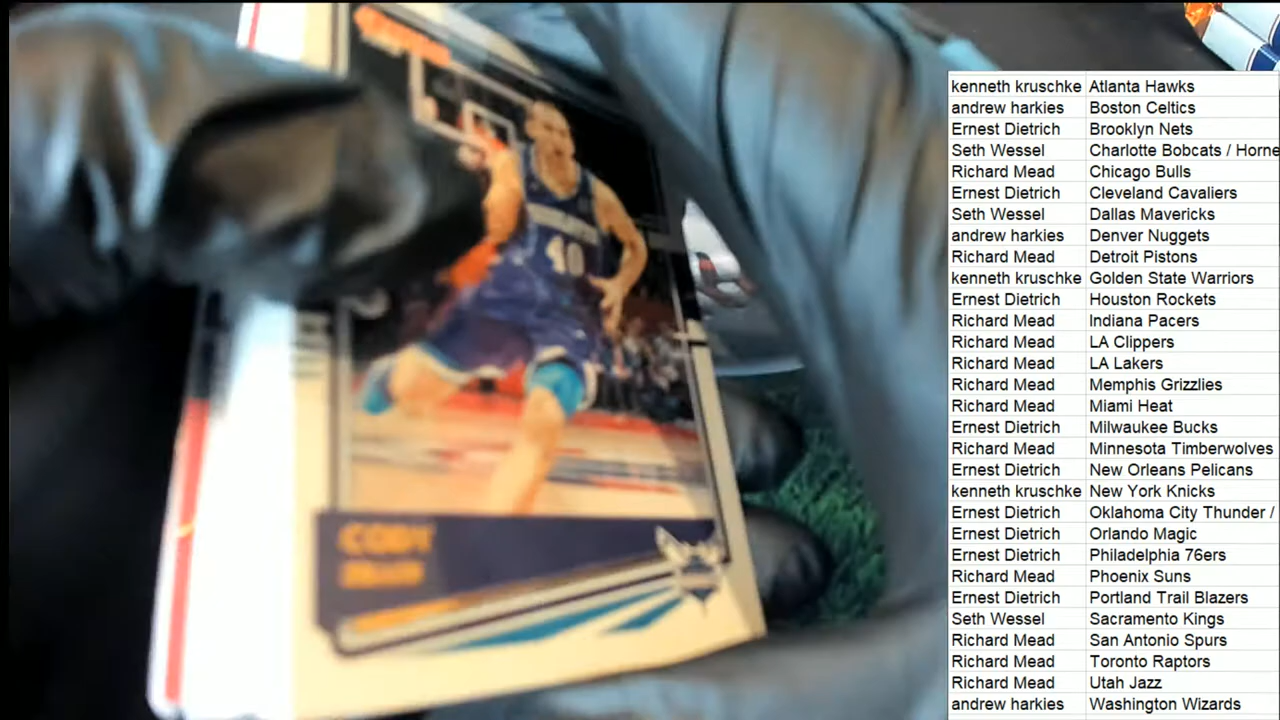 40
CODY
kenneth kruschke Atlanta Hawks
andrew harkies Boston Celtics
Ernest Dietrich Brooklyn Nets
Seth Wessel Charlotte Bobcats / Horne
Richard Mead Chicago Bulls
Ernest Dietrich Cleveland Cavaliers
Seth Wessel Dallas Mavericks
andrew harkies Denver Nuggets
Richard Mead Detroit Pistons
kenneth kruschke Golden State Warriors
Ernest Dietrich Houston Rockets
Richard Mead Indiana Pacers
Richard Mead LA Clippers
Richard Mead LA Lakers
Richard Mead Memphis Grizzlies
Richard Mead Miami Heat
Ernest Dietrich Milwaukee Bucks
Richard Mead Minnesota Timberwolves
Ernest Dietrich New Orleans Pelicans
kenneth kruschke New York Knicks
Ernest Dietrich Oklahoma City Thunder /
Ernest Dietrich Orlando Magic
Ernest Dietrich Philadelphia 76ers
Richard Mead Phoenix Suns
Ernest Dietrich Portland Trail Blazers
Seth Wessel Sacramento Kings
Richard Mead San Antonio Spurs
Richard Mead Toronto Raptors
Richard Mead Utah Jazz
andrew harkies Washington Wizards